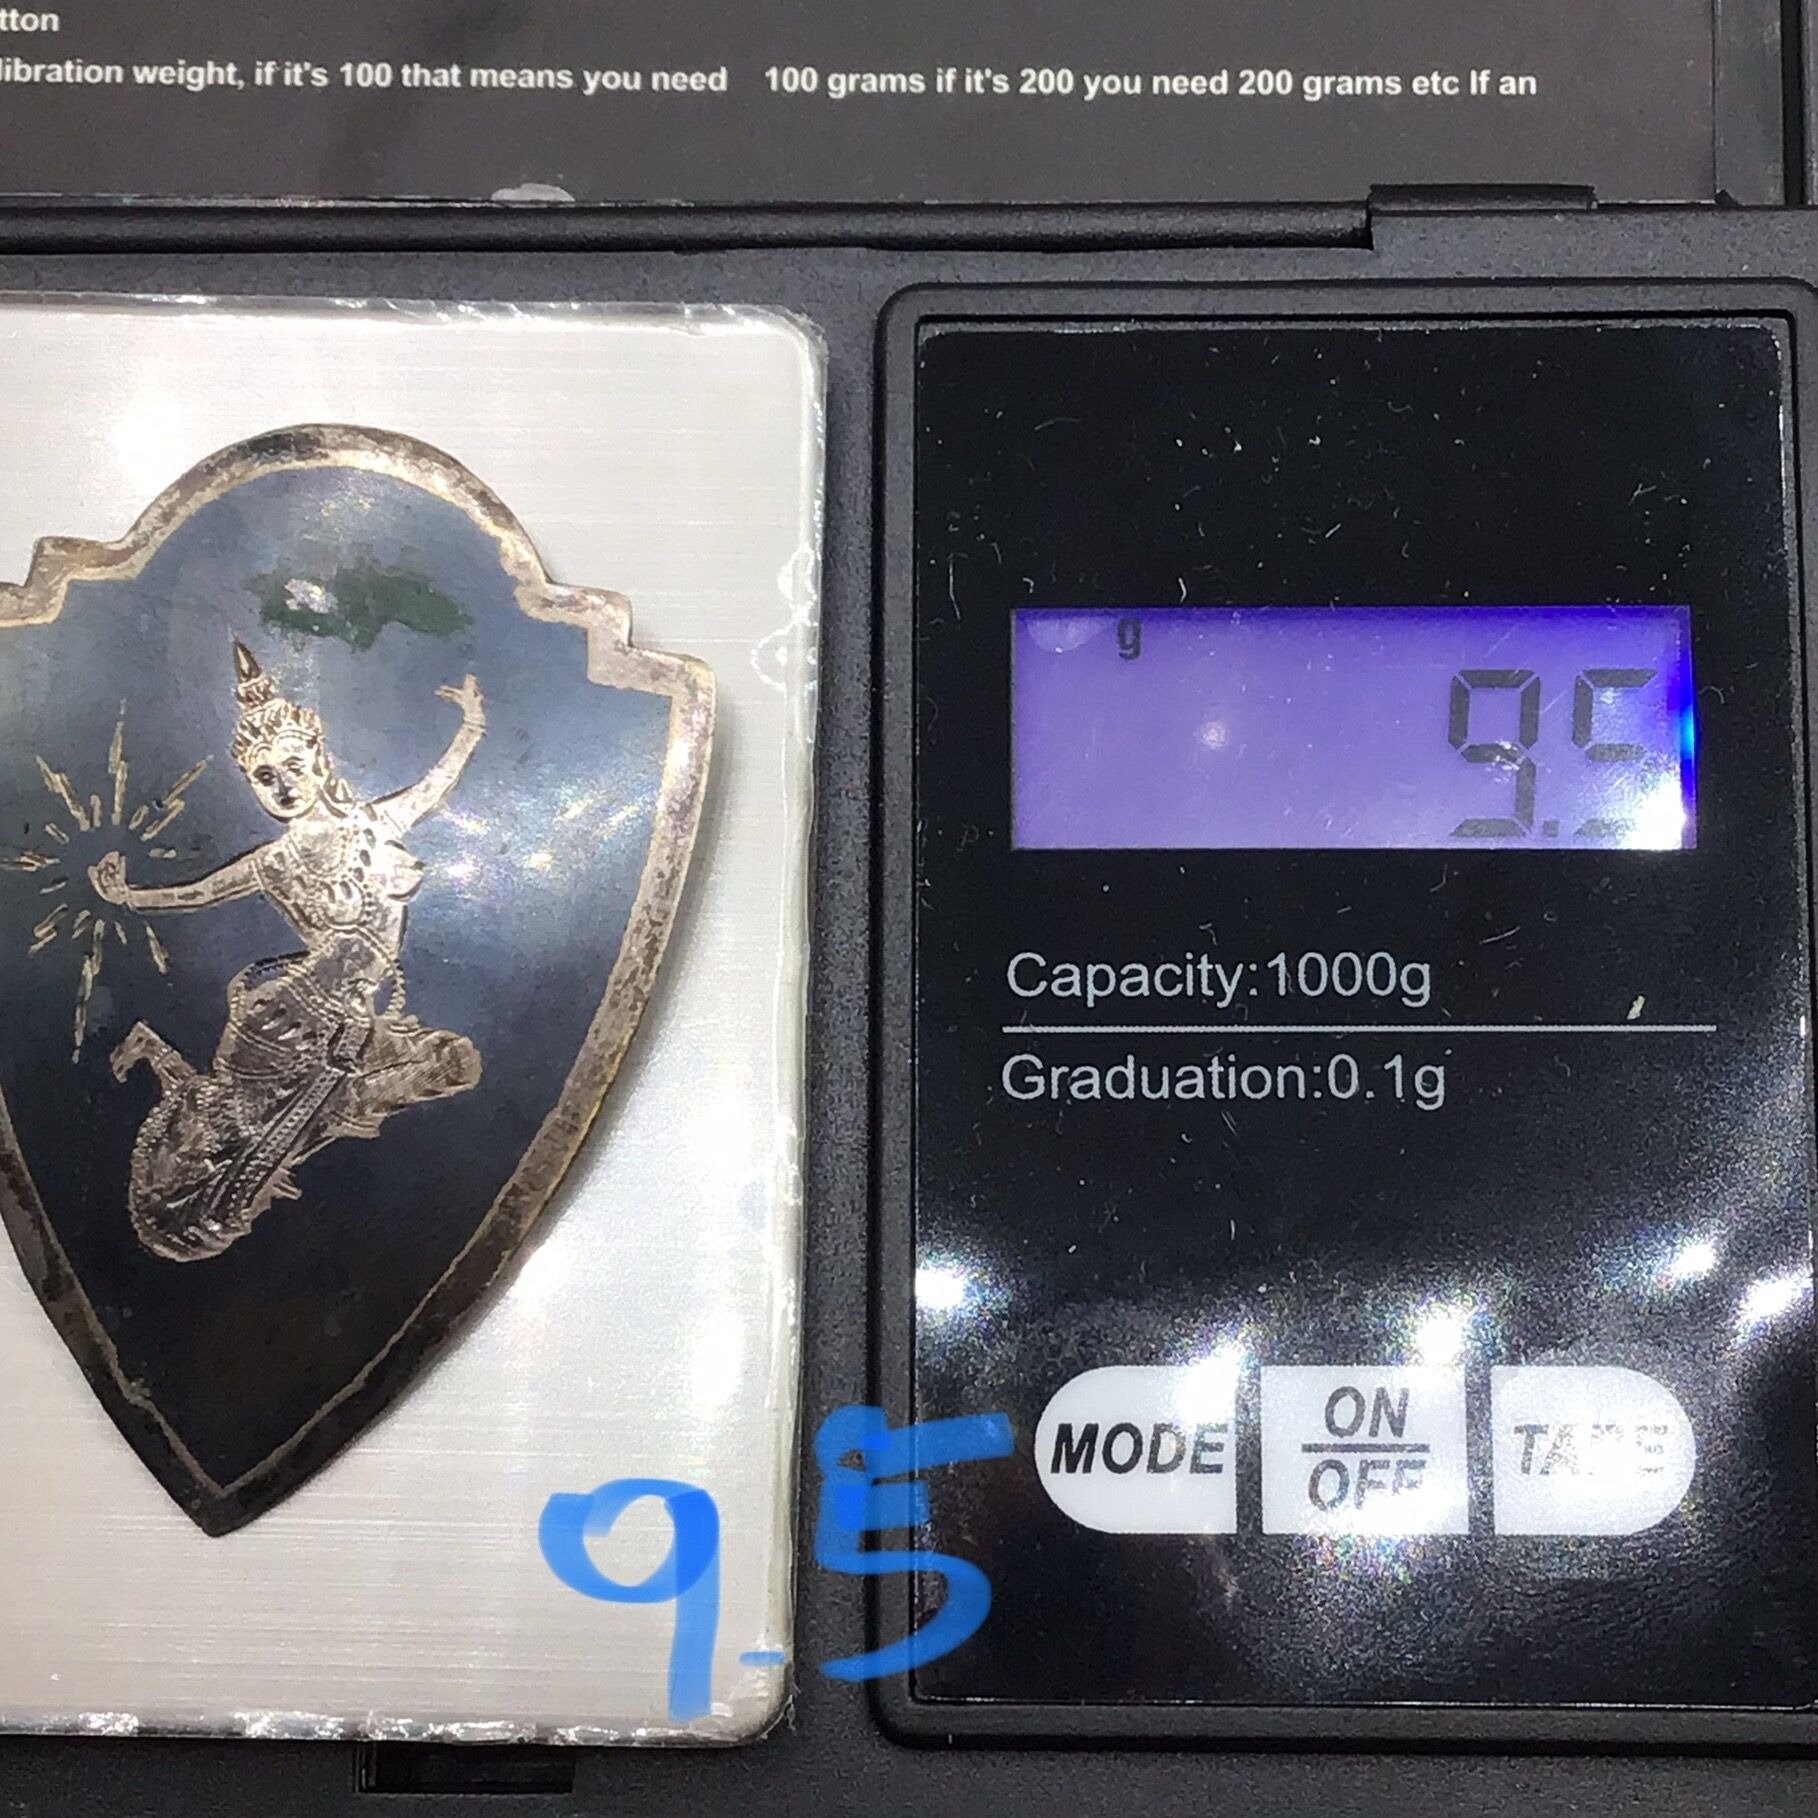 tton
libration weight, if it's 100 that means you need 100 grams if it's 200 you need 200 grams etc If an
g
9.5
Capacity:1000g
Graduation:0.1g
MODE
ON
OFF
TARE
9.5